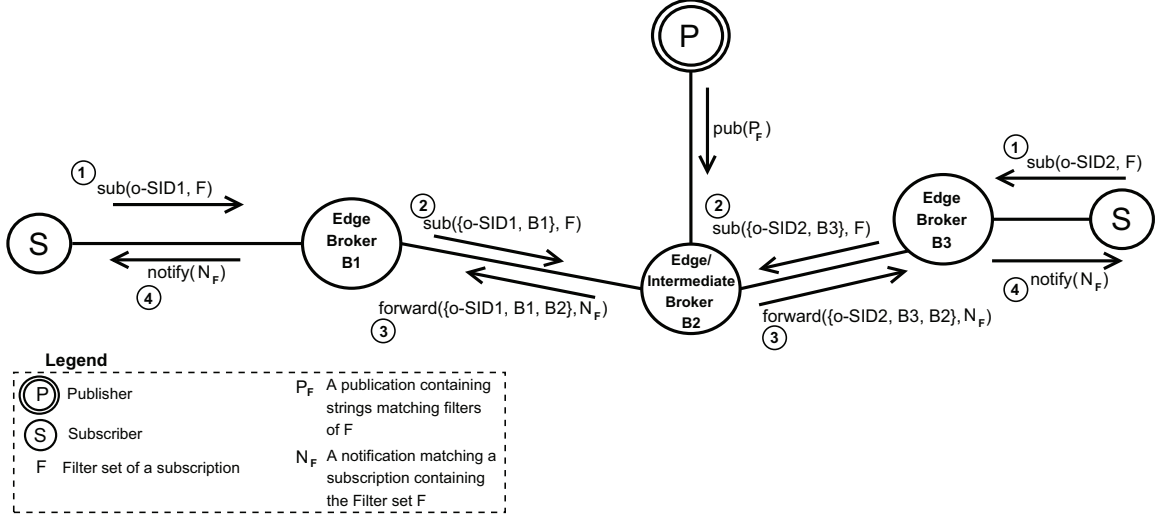 P
pub(P_F)
1
sub(o-SID1, F)
S
notify(N_F)
4
Edge
Broker
B1
2
sub({o-SID1, B1}, F)
forward({o-SID1, B1, B2},N_F)
3
Edge/
Intermediate
Broker
B2
2
sub({o-SID2, B3}, F)
forward({o-SID2, B3, B2},N_F)
3
Edge
Broker
B3
1
sub(o-SID2, F)
S
4
notify(N_F)
Legend
P Publisher
S Subscriber
F Filter set of a subscription
P_F A publication containing
strings matching filters
of F
N_F A notification matching a
subscription containing
the Filter set F